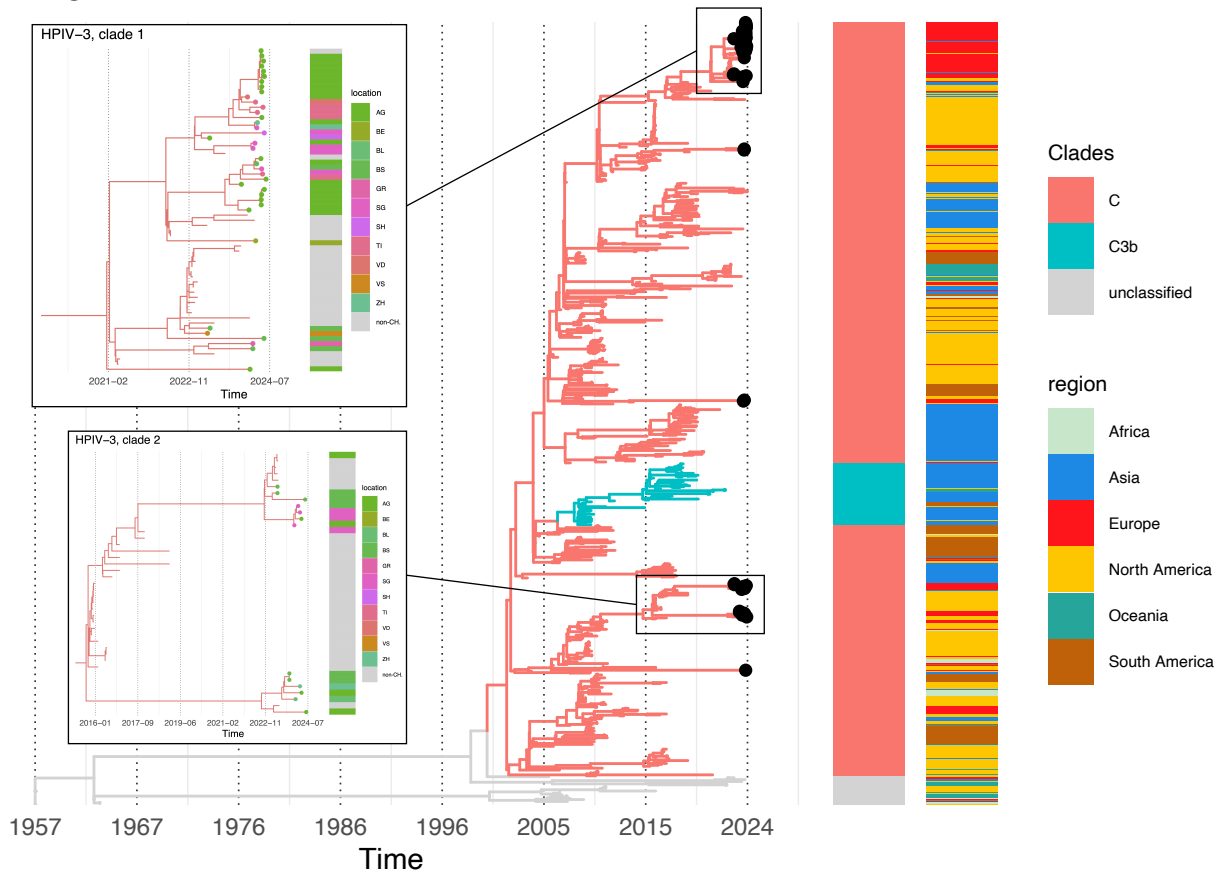 HPIV−3, clade 1
location
AG
BE
BL
BS
GR
SG
SH
TI
VD
VS
ZH
non−CH.
2021−02 2022−11 2024−07
Time
HPIV−3, clade 2
location
AG
BE
BL
BS
GR
SG
SH
TI
VD
VS
ZH
non−CH.
2016−01 2017−09 2019−06 2021−02 2022−11 2024−07
Time
1957 1967 1976 1986 1996 2005 2015 2024
Time
Clades
C
C3b
unclassified
region
Africa
Asia
Europe
North America
Oceania
South America